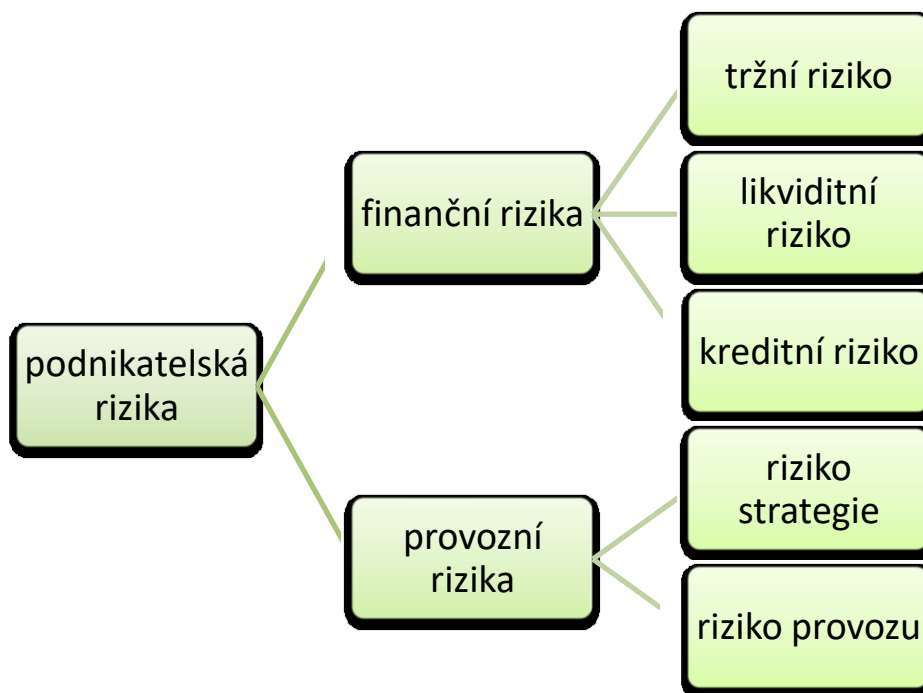 podnikatelská
rizika
finanční rizika
tržní riziko
likviditní
riziko
kreditní riziko
provozní
rizika
riziko
strategie
riziko provozu